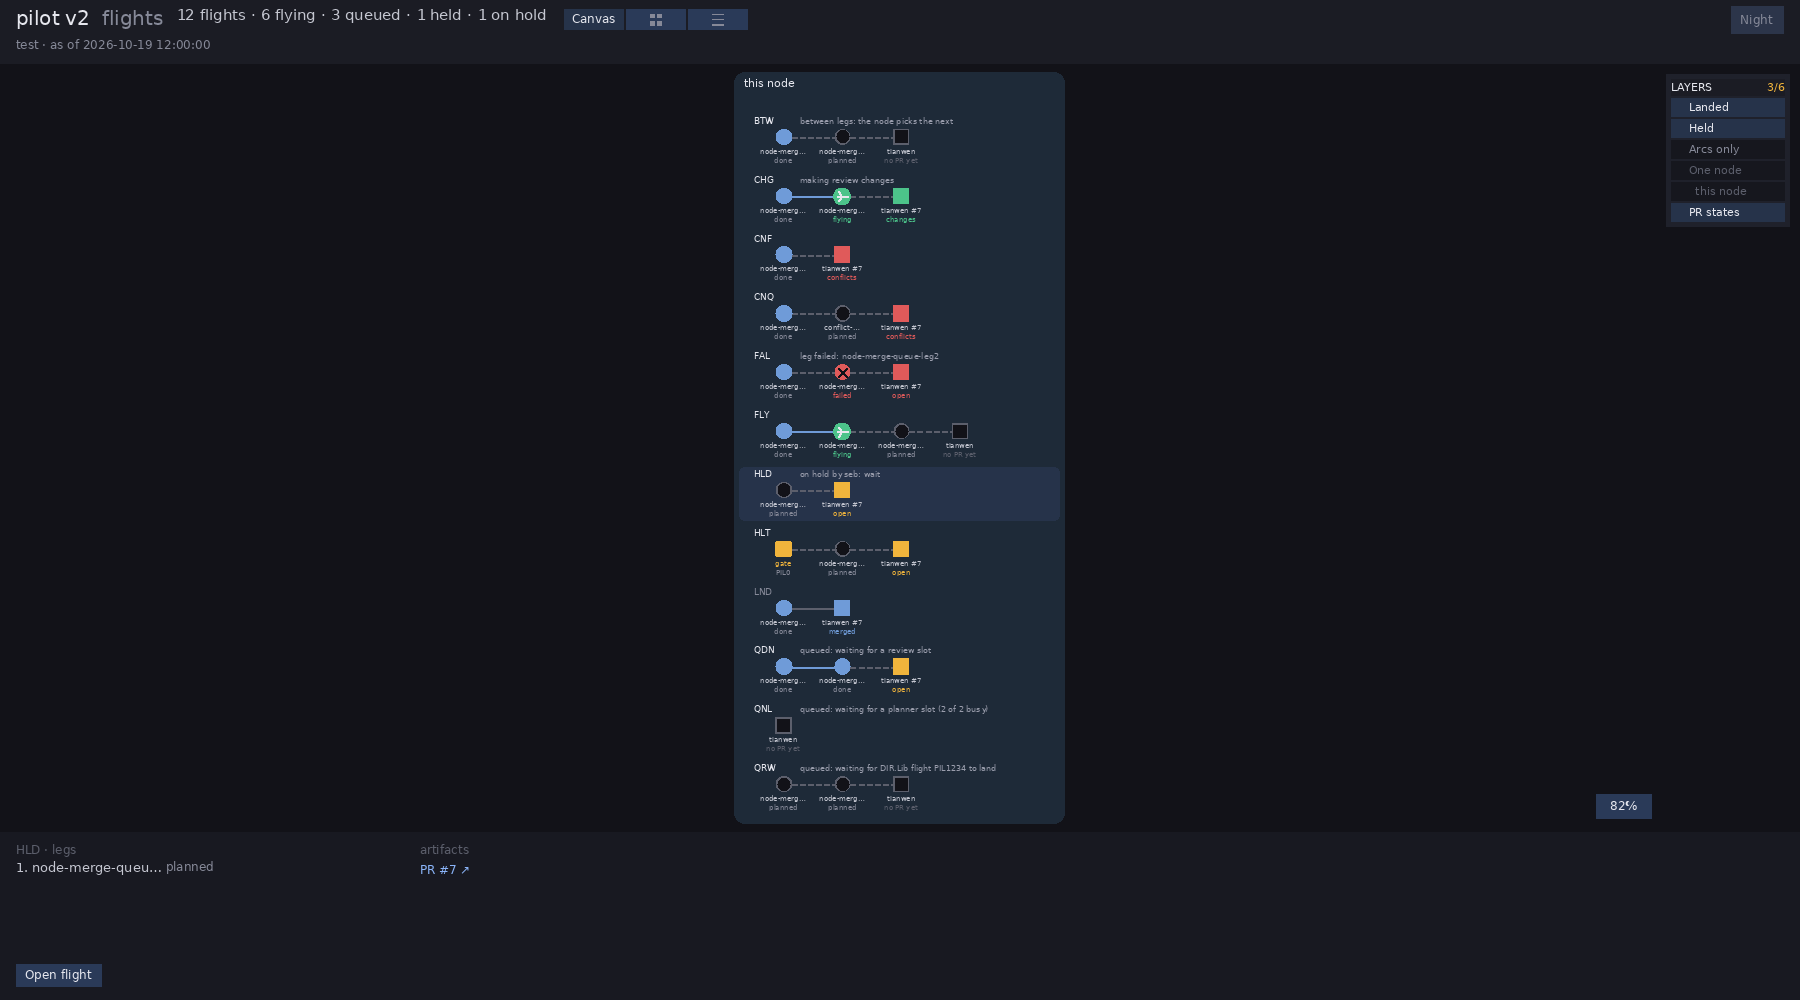 pilot v2 flights 12 flights · 6 flying · 3 queued · 1 held · 1 on hold Canvas Night
test · as of 2026-10-19 12:00:00
this node
LAYERS 3/6
Landed
Held
Arcs only
One node
this node
PR states
BTW between legs: the node picks the next
node-merg... node-merg... tianwen
done planned no PR yet
CHG making review changes
node-merg... node-merg... tianwen #7
done flying changes
CNF
node-merg... tianwen #7
done conflicts
CNQ
node-merg... conflict-... tianwen #7
done planned conflicts
FAL leg failed: node-merge-queue-leg2
node-merg... node-merg... tianwen #7
done failed open
FLY
node-merg... node-merg... node-merg... tianwen
done flying planned no PR yet
HLD on hold by seb: wait
node-merg... tianwen #7
planned open
HLT
gate node-merg... tianwen #7
PIL0 planned open
LND
node-merg... tianwen #7
done merged
QDN queued: waiting for a review slot
node-merg... node-merg... tianwen #7
done done open
QNL queued: waiting for a planner slot (2 of 2 busy)
tianwen
no PR yet
QRW queued: waiting for DIR.Lib flight PIL1234 to land
node-merg... node-merg... tianwen
planned planned no PR yet
82%
HLD · legs artifacts
1. node-merge-queu... planned PR #7 ↗
Open flight